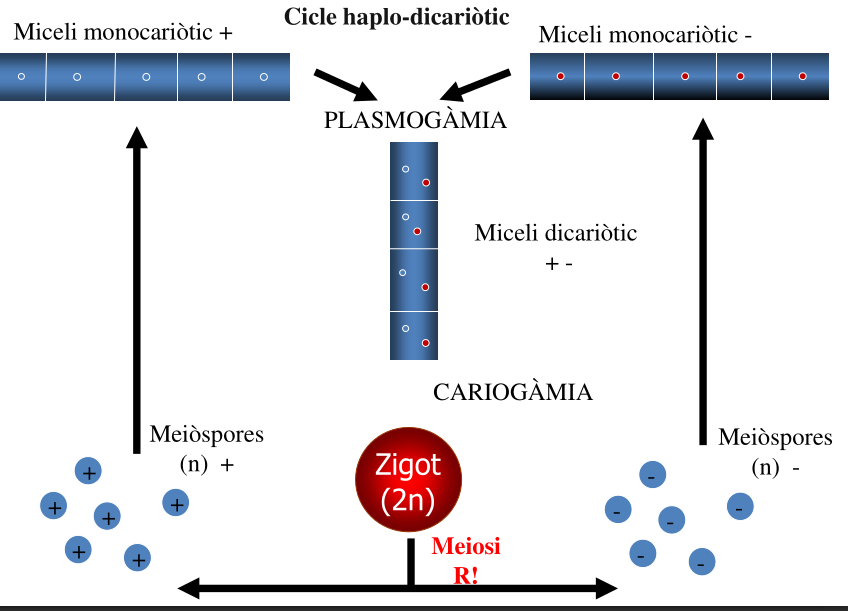 Cicle haplo-dicariòtic
Miceli monocariòtic +
Miceli monocariòtic -
PLASMOGÀMIA
Miceli dicariòtic
+ -
CARIOGÀMIA
Meiòspores
(n) +
Zigot
(2n)
Meiòspores
(n) -
+
+
+
+
+
+
-
-
-
-
-
-
Meiosi
R!